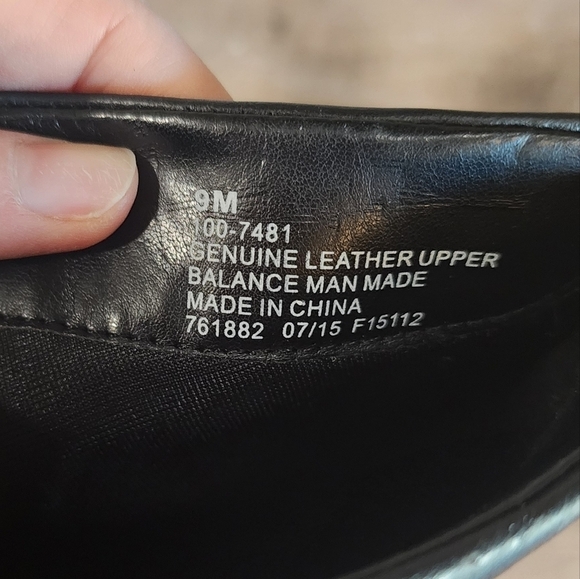 9M
100-7481
GENUINE LEATHER UPPER
BALANCE MAN MADE
MADE IN CHINA
761882 07/15 F15112